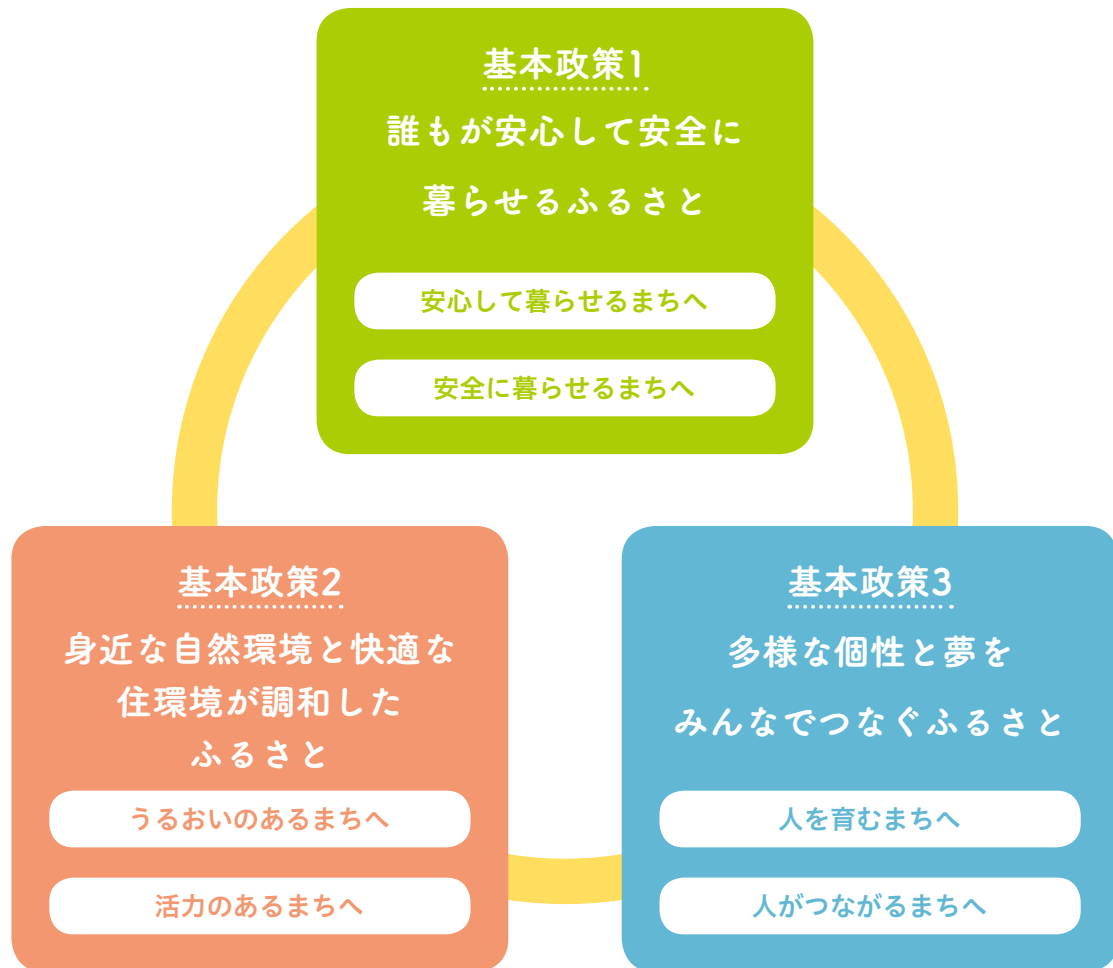 基本政策1
誰もが安心して安全に
暮らせるふるさと
安心して暮らせるまちへ
安全に暮らせるまちへ
基本政策2
身近な自然環境と快適な
住環境が調和した
ふるさと
うるおいのあるまちへ
活力のあるまちへ
基本政策3
多様な個性と夢を
みんなでつなぐふるさと
人を育むまちへ
人がつながるまちへ